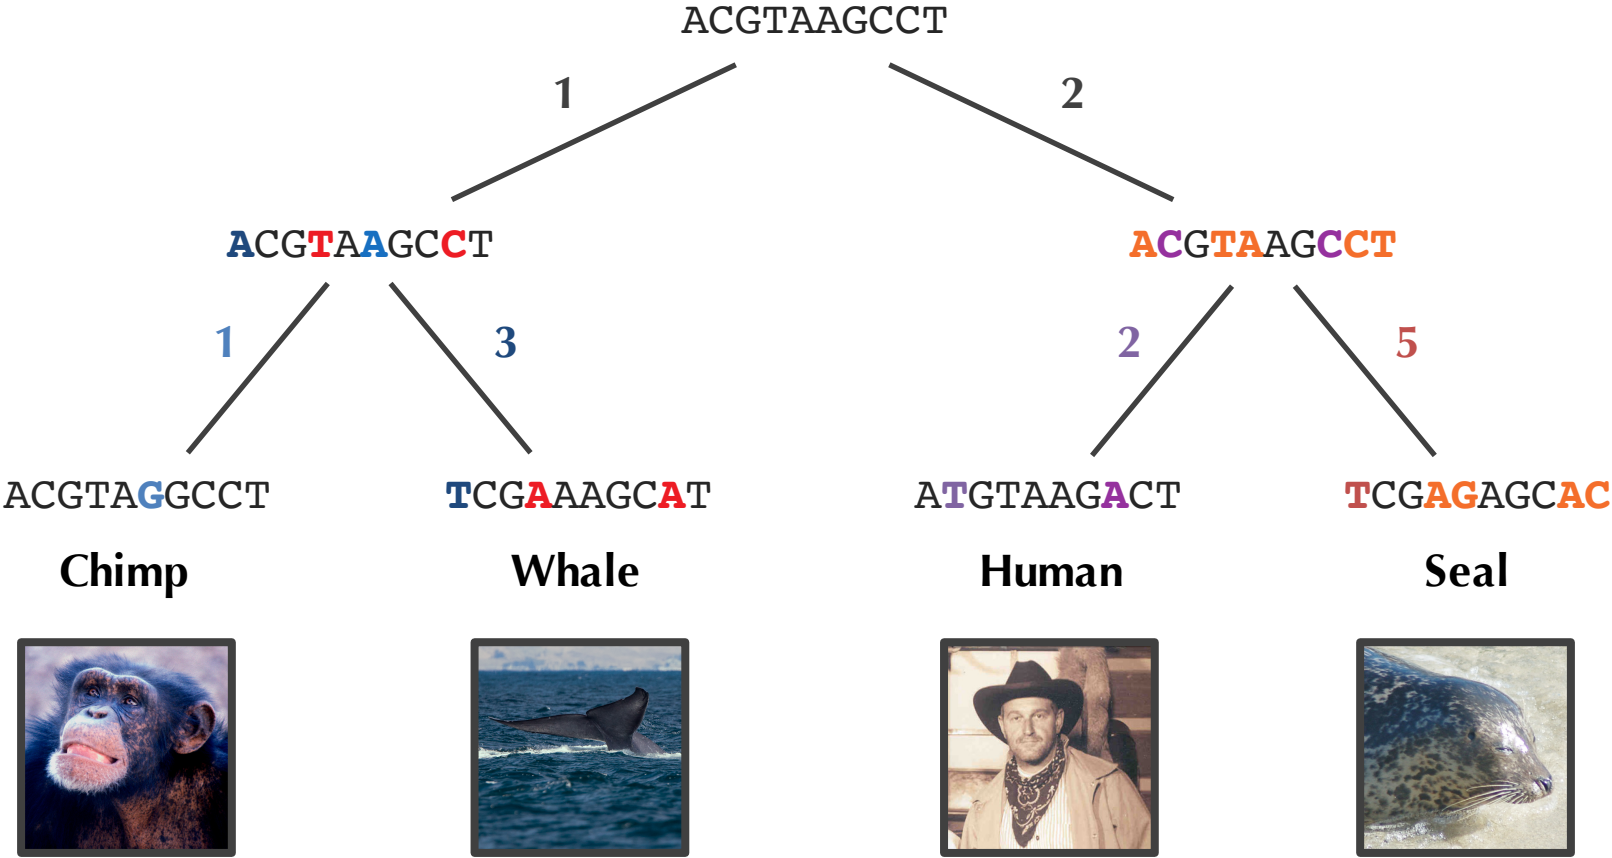 ACGTAAGCCT
1 2
ACGTAAGCCT ACGTAAGCCT
1 3 2 5
ACGTAGGCCT TCGAAAGCAT ATGTAAGACT TCGAGAGCAC
Chimp Whale Human Seal